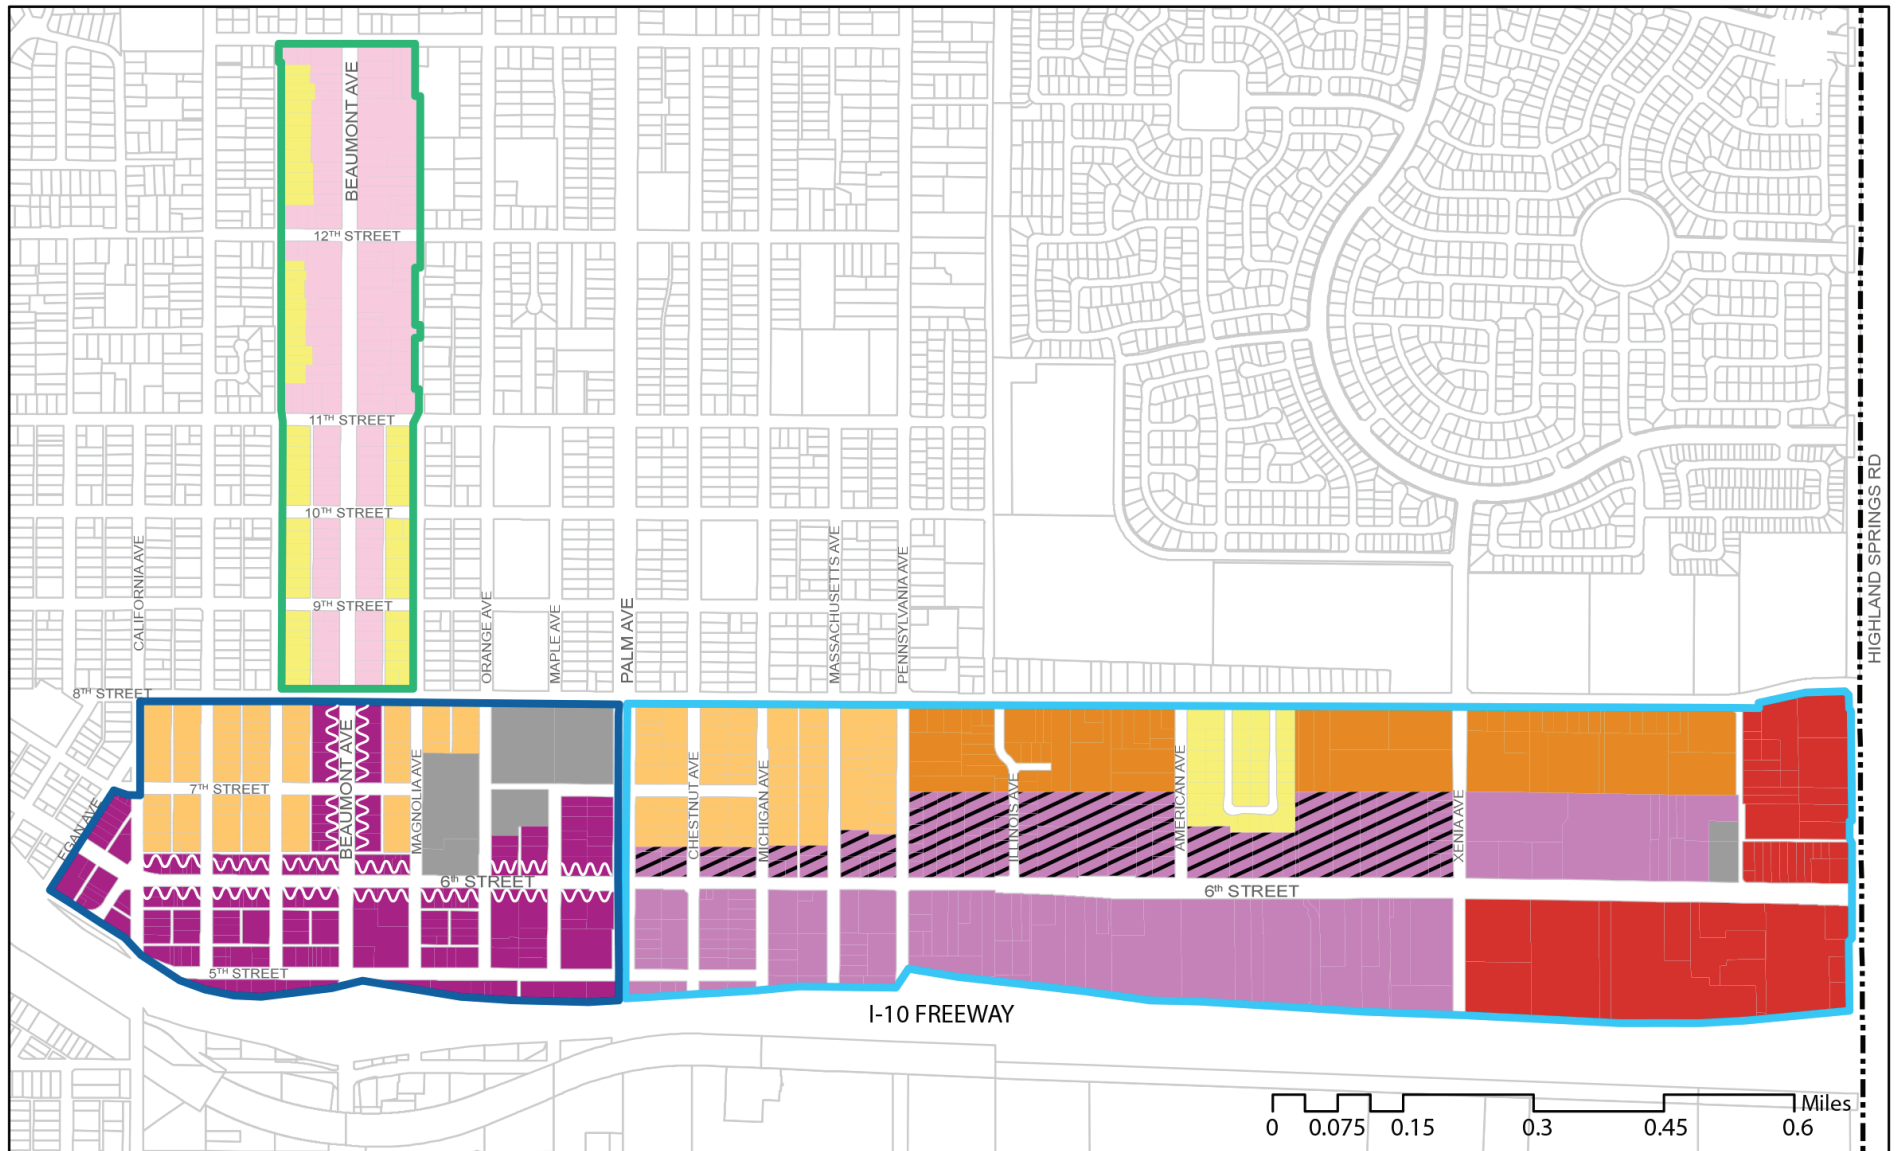 BEAUMONT AVE
12TH STREET
11TH STREET
10TH STREET
9TH STREET
CALIFORNIA AVE
ORANGE AVE
MAPLE AVE
PALM AVE
MASSACHUSETTS AVE
PENNSYLVANIA AVE
HIGHLAND SPRINGS RD
8TH STREET
7TH STREET
BEAUMONT AVE
MAGNOLIA AVE
EGAN AVE
CHESTNUT AVE
MICHIGAN AVE
ILLINOIS AVE
AMERICAN AVE
XENIA AVE
6th STREET
6th STREET
5TH STREET
I-10 FREEWAY
Miles
0 0.075 0.15 0.3 0.45 0.6